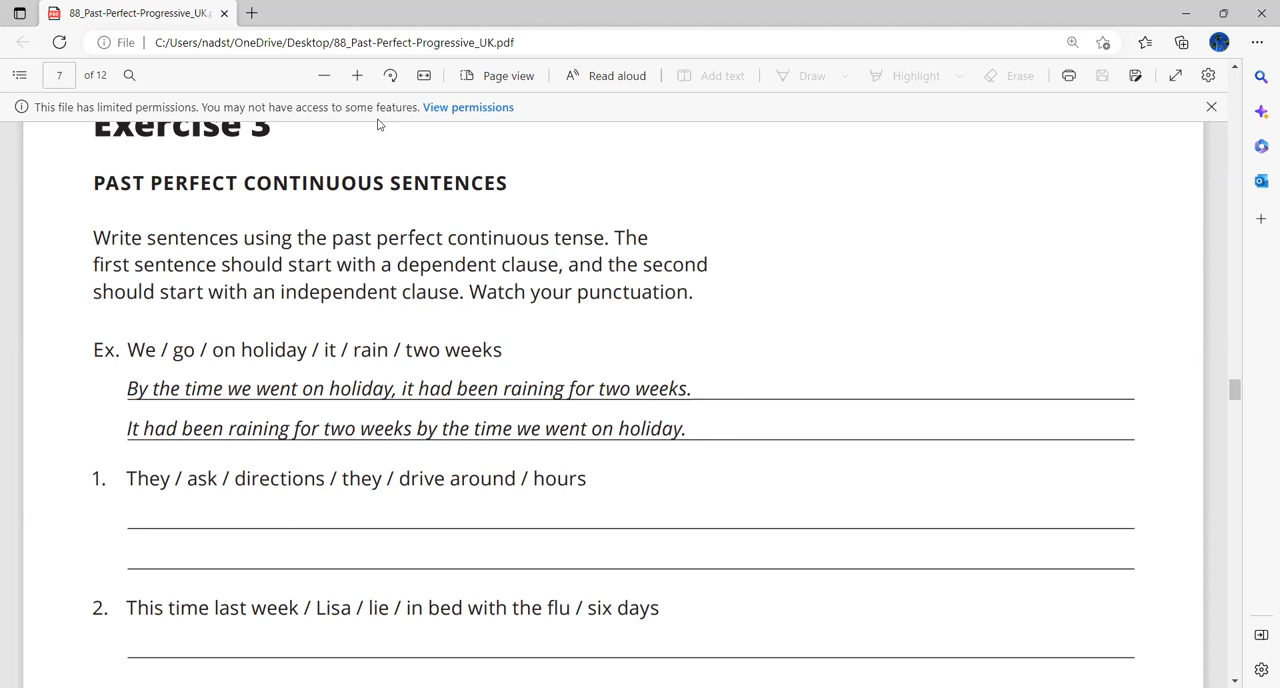 88_Past-Perfect-Progressive_UK.p
File C:/Users/nadst/OneDrive/Desktop/88_Past-Perfect-Progressive_UK.pdf
7 of 12 Page view Read aloud Add text Draw Highlight Erase
This file has limited permissions. You may not have access to some features. View permissions
Exercise 3
PAST PERFECT CONTINUOUS SENTENCES
Write sentences using the past perfect continuous tense. The
first sentence should start with a dependent clause, and the second
should start with an independent clause. Watch your punctuation.
Ex. We / go / on holiday / it / rain / two weeks
By the time we went on holiday, it had been raining for two weeks.
It had been raining for two weeks by the time we went on holiday.
1. They / ask / directions / they / drive around / hours
2. This time last week / Lisa / lie / in bed with the flu / six days